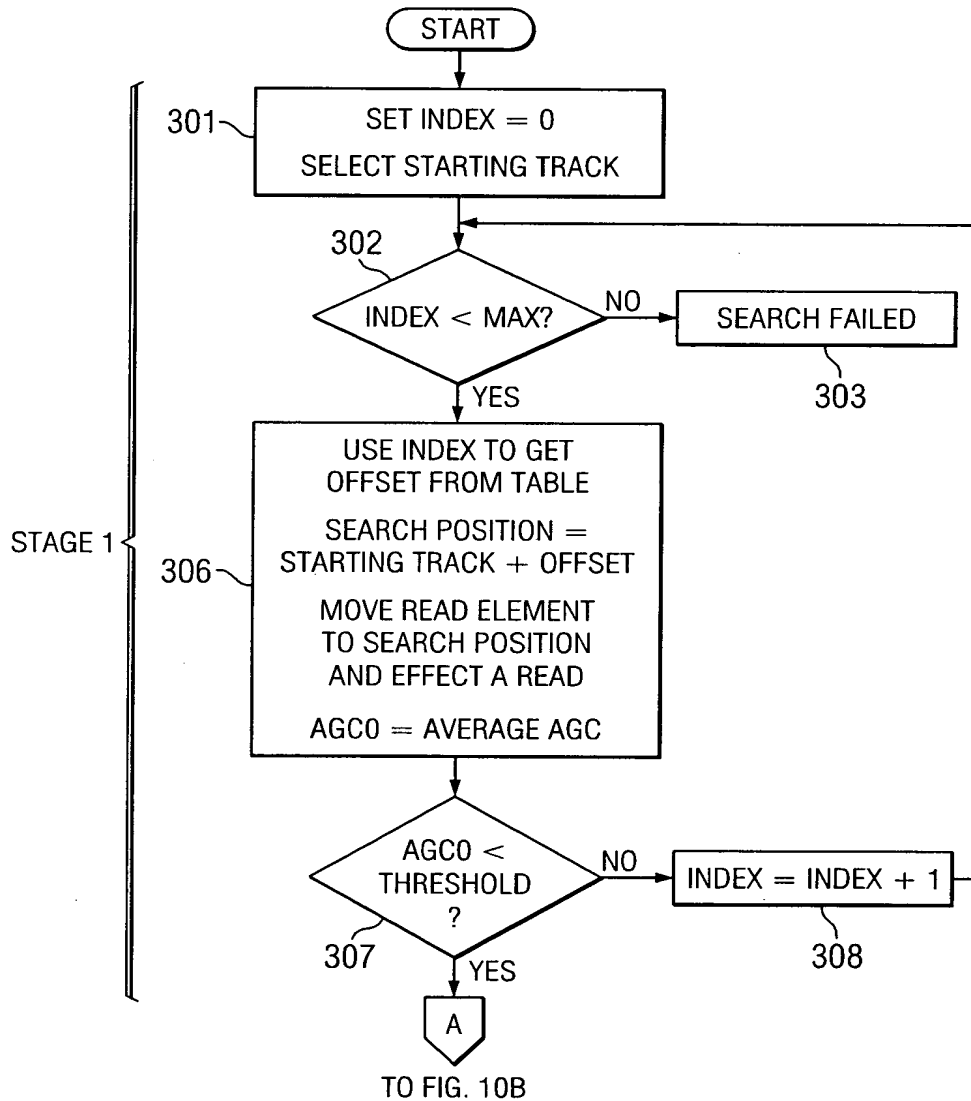 START
301
SET INDEX = 0
SELECT STARTING TRACK
302
INDEX < MAX?
NO
SEARCH FAILED
303
YES
USE INDEX TO GET
OFFSET FROM TABLE
SEARCH POSITION =
STARTING TRACK + OFFSET
STAGE 1
306
MOVE READ ELEMENT
TO SEARCH POSITION
AND EFFECT A READ
AGC0 = AVERAGE AGC
AGC0 <
THRESHOLD
?
NO
INDEX = INDEX + 1
307
308
YES
A
TO FIG. 10B